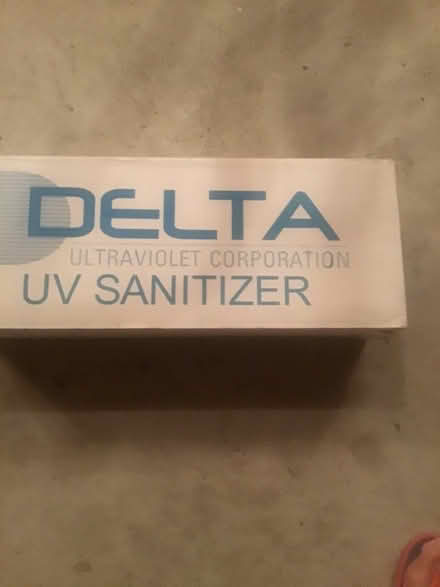 DELTA
ULTRAVIOLET CORPORATION
UV SANITIZER